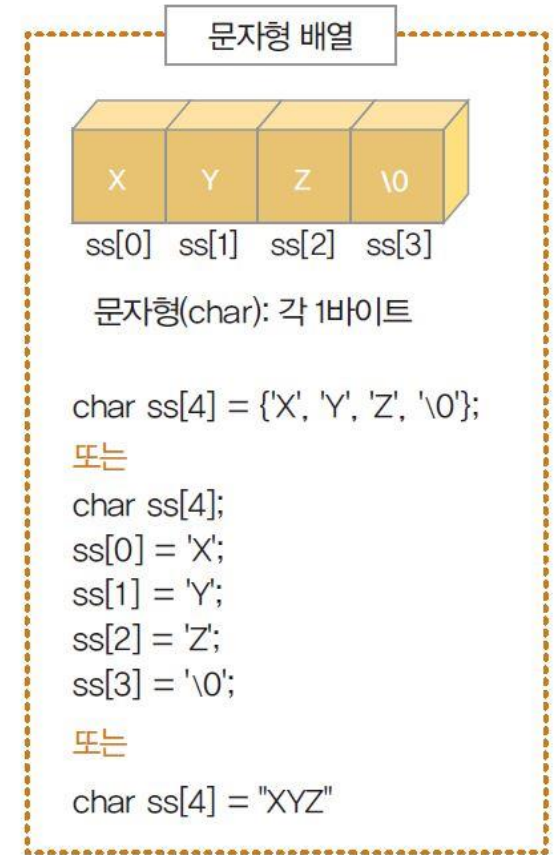 문자형 배열
X Y Z \0
ss[0] ss[1] ss[2] ss[3]
문자형(char): 각 1바이트
char ss[4] = {'X', 'Y', 'Z', '\0'};
또는
char ss[4];
ss[0] = 'X';
ss[1] = 'Y';
ss[2] = 'Z';
ss[3] = '\0';
또는
char ss[4] = "XYZ"